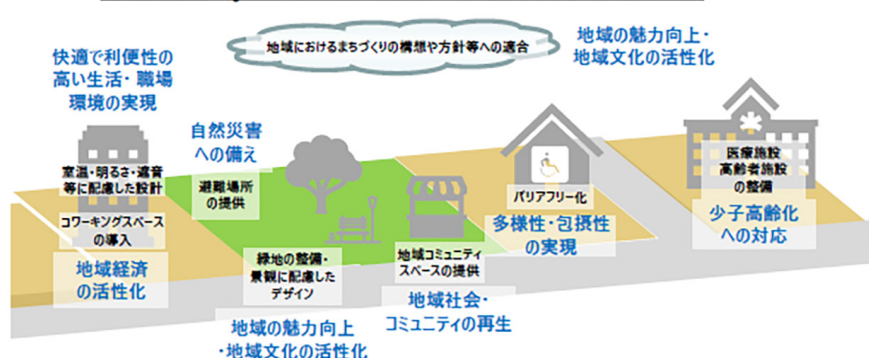 地域におけるまちづくりの構想や方針等への適合
地域の魅力向上・
地域文化の活性化
快適で利便性の
高い生活・職場
環境の実現
自然災害
への備え
室温・明るさ・遮音
等に配慮した設計
避難場所
の提供
コワーキングスペース
の導入
地域経済
の活性化
緑地の整備・
景観に配慮した
デザイン
地域の魅力向上
・地域文化の活性化
地域コミュニティ
スペースの提供
地域社会・
コミュニティの再生
バリアフリー化
多様性・包摂性
の実現
医療施設
高齢者施設
の整備
少子高齢化
への対応